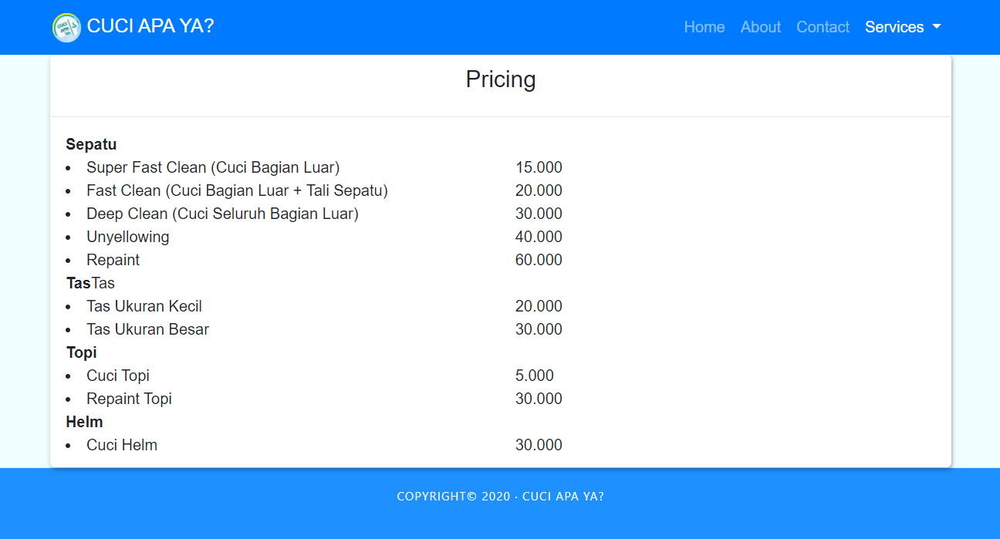 CUCI APA YA?
Home About Contact Services
Pricing
Sepatu
• Super Fast Clean (Cuci Bagian Luar) 15.000
• Fast Clean (Cuci Bagian Luar + Tali Sepatu) 20.000
• Deep Clean (Cuci Seluruh Bagian Luar) 30.000
• Unyellowing 40.000
• Repaint 60.000
TasTas
• Tas Ukuran Kecil 20.000
• Tas Ukuran Besar 30.000
Topi
• Cuci Topi 5.000
• Repaint Topi 30.000
Helm
• Cuci Helm 30.000
COPYRIGHT© 2020 · CUCI APA YA?